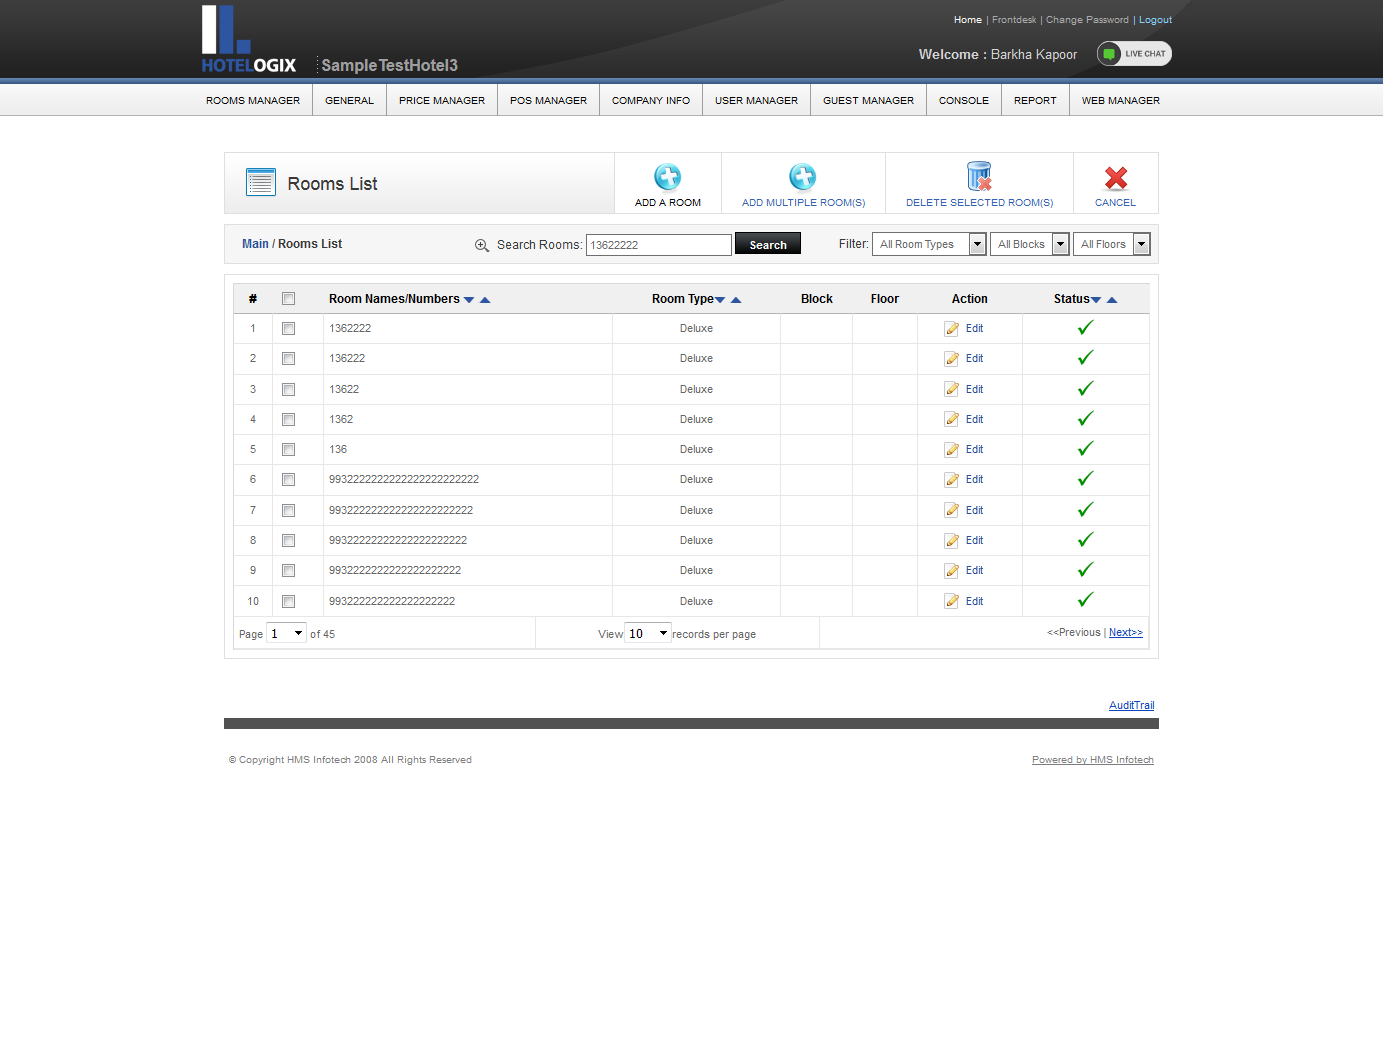 Home | Frontdesk | Change Password | Logout
HOTELOGIX SampleTestHotel3 Welcome : Barkha Kapoor LIVE CHAT
ROOMS MANAGER GENERAL PRICE MANAGER POS MANAGER COMPANY INFO USER MANAGER GUEST MANAGER CONSOLE REPORT WEB MANAGER
Rooms List
ADD A ROOM ADD MULTIPLE ROOM(S) DELETE SELECTED ROOM(S) CANCEL
Main / Rooms List Search Rooms: 13622222 Search Filter: All Room Types All Blocks All Floors
# Room Names/Numbers Room Type Block Floor Action Status
1 1362222 Deluxe Edit
2 136222 Deluxe Edit
3 13622 Deluxe Edit
4 1362 Deluxe Edit
5 136 Deluxe Edit
6 9932222222222222222222222 Deluxe Edit
7 993222222222222222222222 Deluxe Edit
8 99322222222222222222222 Deluxe Edit
9 9932222222222222222222 Deluxe Edit
10 993222222222222222222 Deluxe Edit
Page 1 of 45 View 10 records per page <<Previous | Next>>
AuditTrail
© Copyright HMS Infotech 2008 All Rights Reserved Powered by HMS Infotech